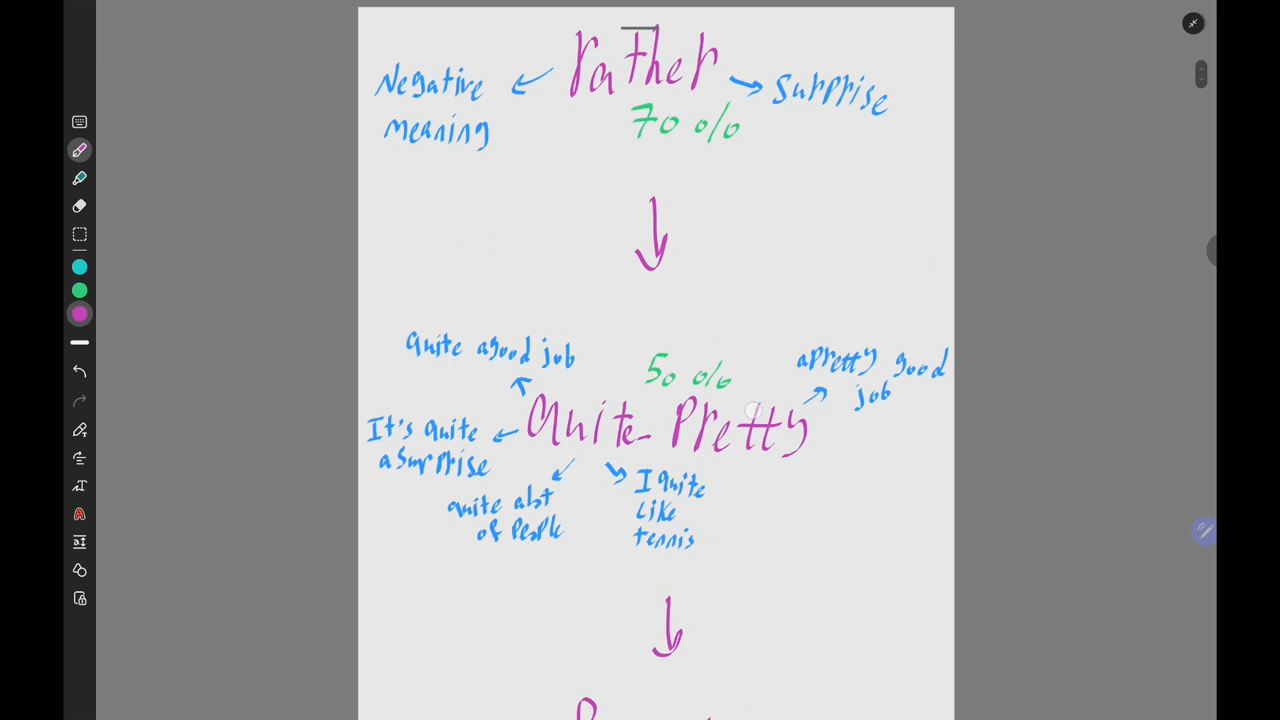 rather
Negative
meaning
Surprise
70 %
quite a good job
50 %
a pretty good
job
quite - Pretty
It's quite
a surprise
quite alot
of people
I quite
like
tennis